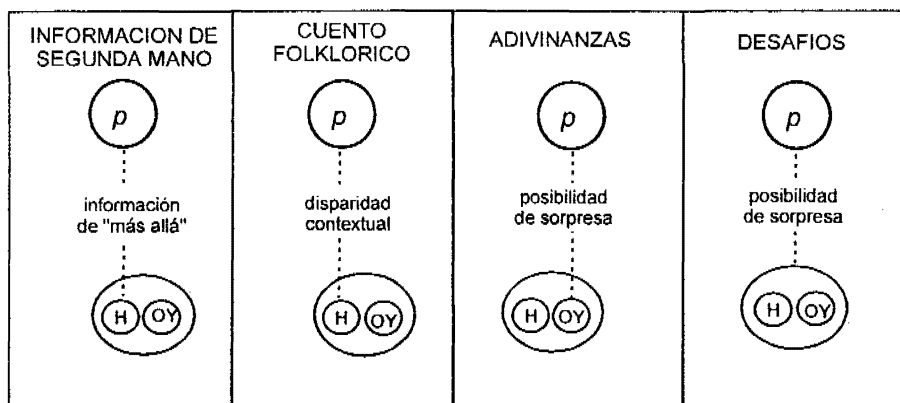 INFORMACION DE
SEGUNDA MANO
p
información
de "más allá"
H OY
CUENTO
FOLKLORICO
p
disparidad
contextual
H OY
ADIVINANZAS
p
posibilidad
de sorpresa
H OY
DESAFIOS
p
posibilidad
de sorpresa
H OY